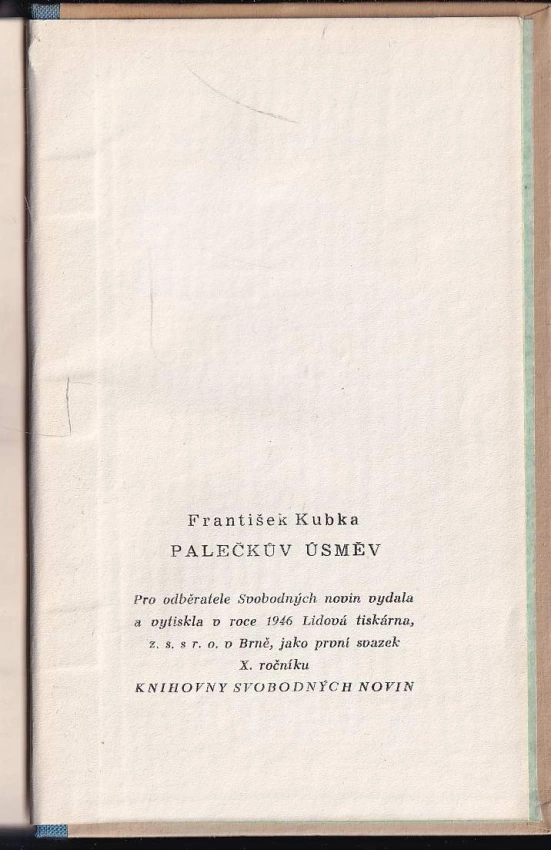 František Kubka
PALEČKŮV ÚSMĚV
Pro odběratele Svobodných novin vydala
a vytiskla v roce 1946 Lidová tiskárna,
z. s. s r. o. v Brně, jako první svazek
X. ročníku
KNIHOVNY SVOBODNÝCH NOVIN